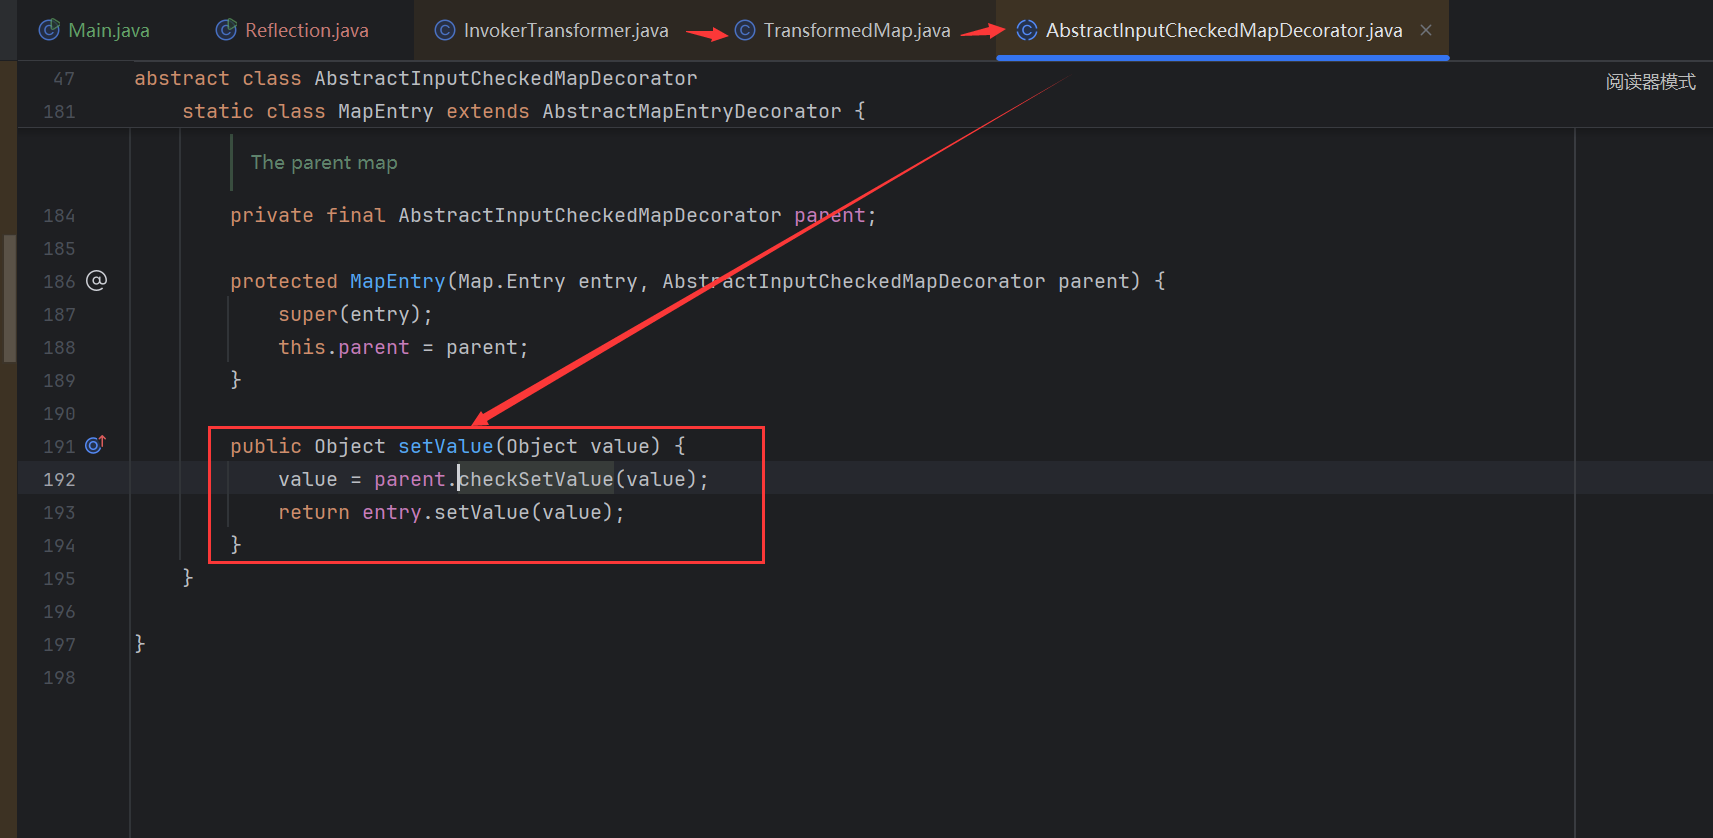 Main.java Reflection.java InvokerTransformer.java TransformedMap.java AbstractInputCheckedMapDecorator.java
47 abstract class AbstractInputCheckedMapDecorator
阅读器模式
181 static class MapEntry extends AbstractMapEntryDecorator {
The parent map
184 private final AbstractInputCheckedMapDecorator parent;
185
186 protected MapEntry(Map.Entry entry, AbstractInputCheckedMapDecorator parent) {
187 super(entry);
188 this.parent = parent;
189 }
190
191 public Object setValue(Object value) {
192 value = parent.checkSetValue(value);
193 return entry.setValue(value);
194 }
195 }
196
197 }
198